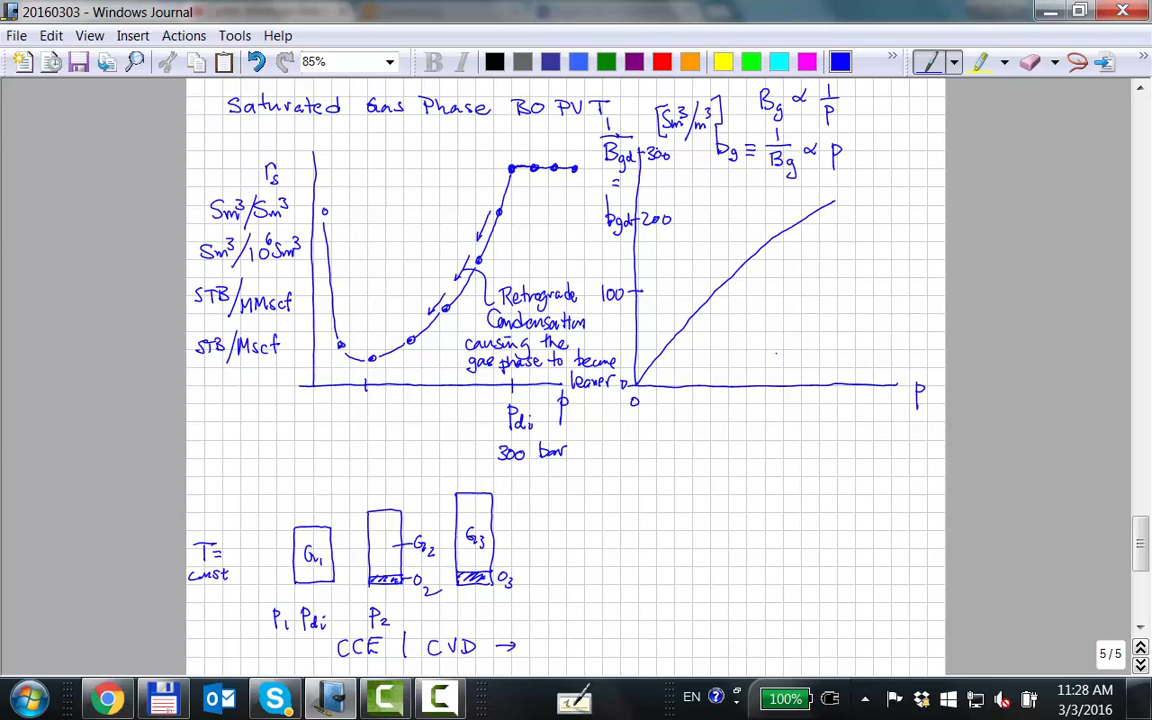 20160303 - Windows Journal
File Edit View Insert Actions Tools Help
85%
Saturated Gas Phase BO PVT
[Sm³/m³]
Bg ∝ 1/P
bg ≡ 1/Bg ∝ P
rs
Sm³/Sm³
Sm³/10⁶Sm³
STB/MMscf
STB/Mscf
Retrograde
Condensation
causing the
gas phase to become
leaner
Pdi
300 bar
P
1/Bgd
=
bgd
300
200
100
0
0
P
T=
const
G1
G2
O2
G3
O3
P1 Pdi
P2
CCE | CVD →
5/5
EN
100%
11:28 AM
3/3/2016